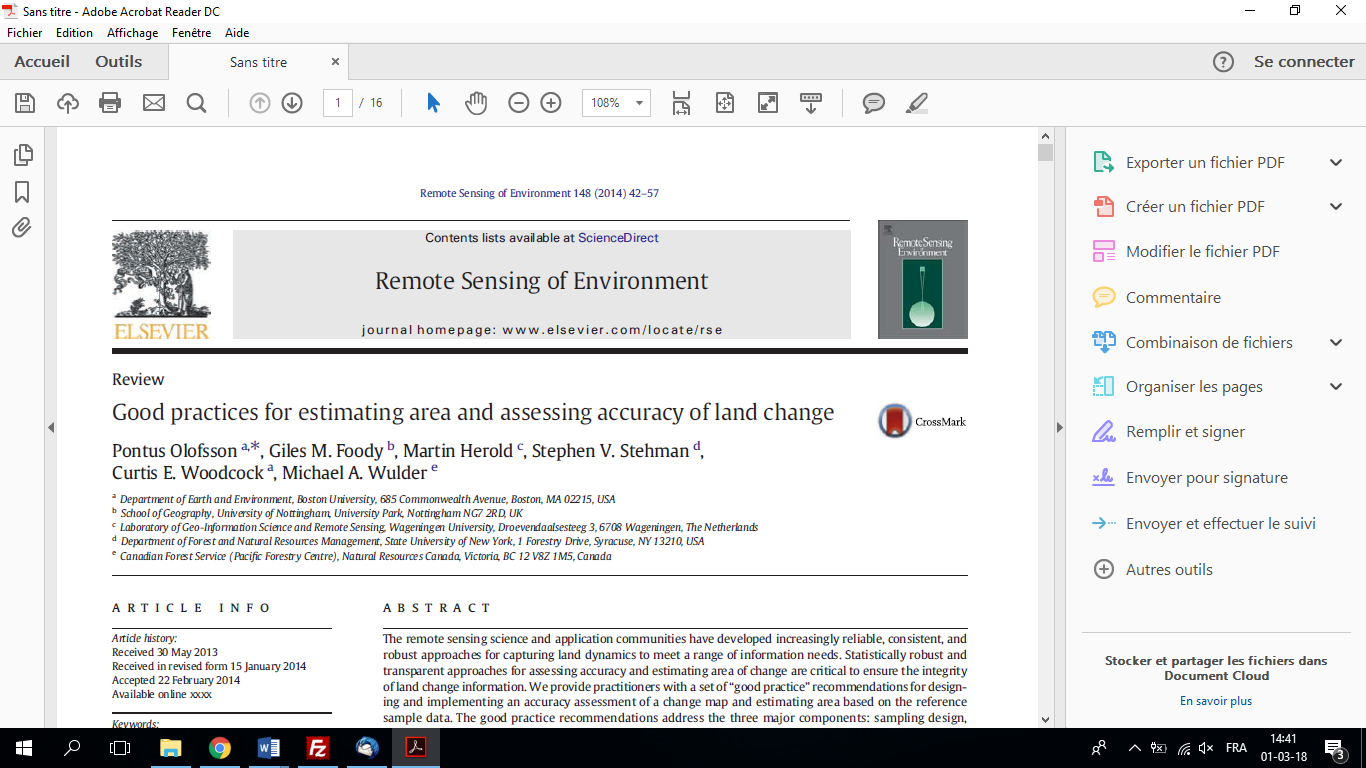 Sans titre - Adobe Acrobat Reader DC
Fichier Edition Affichage Fenêtre Aide
Accueil Outils Sans titre × ? Se connecter
1 / 16 108%
Remote Sensing of Environment 148 (2014) 42–57
Contents lists available at ScienceDirect
Remote Sensing of Environment
journal homepage: www.elsevier.com/locate/rse
ELSEVIER
Remote Sensing
Environment
Review
Good practices for estimating area and assessing accuracy of land change
CrossMark
Pontus Olofsson a,*, Giles M. Foody b, Martin Herold c, Stephen V. Stehman d,
Curtis E. Woodcock a, Michael A. Wulder e
a Department of Earth and Environment, Boston University, 685 Commonwealth Avenue, Boston, MA 02215, USA
b School of Geography, University of Nottingham, University Park, Nottingham NG7 2RD, UK
c Laboratory of Geo-Information Science and Remote Sensing, Wageningen University, Droevendaalsesteeg 3, 6708 Wageningen, The Netherlands
d Department of Forest and Natural Resources Management, State University of New York, 1 Forestry Drive, Syracuse, NY 13210, USA
e Canadian Forest Service (Pacific Forestry Centre), Natural Resources Canada, Victoria, BC 12 V8Z 1M5, Canada
ARTICLE INFO
Article history:
Received 30 May 2013
Received in revised form 15 January 2014
Accepted 22 February 2014
Available online xxxx
Keywords:
ABSTRACT
The remote sensing science and application communities have developed increasingly reliable, consistent, and
robust approaches for capturing land dynamics to meet a range of information needs. Statistically robust and
transparent approaches for assessing accuracy and estimating area of change are critical to ensure the integrity
of land change information. We provide practitioners with a set of "good practice" recommendations for design-
ing and implementing an accuracy assessment of a change map and estimating area based on the reference
sample data. The good practice recommendations address the three major components: sampling design,
Exporter un fichier PDF
Créer un fichier PDF
Modifier le fichier PDF
Commentaire
Combinaison de fichiers
Organiser les pages
Remplir et signer
Envoyer pour signature
Envoyer et effectuer le suivi
Autres outils
Stocker et partager les fichiers dans
Document Cloud
En savoir plus
FRA
14:41
01-03-18
3